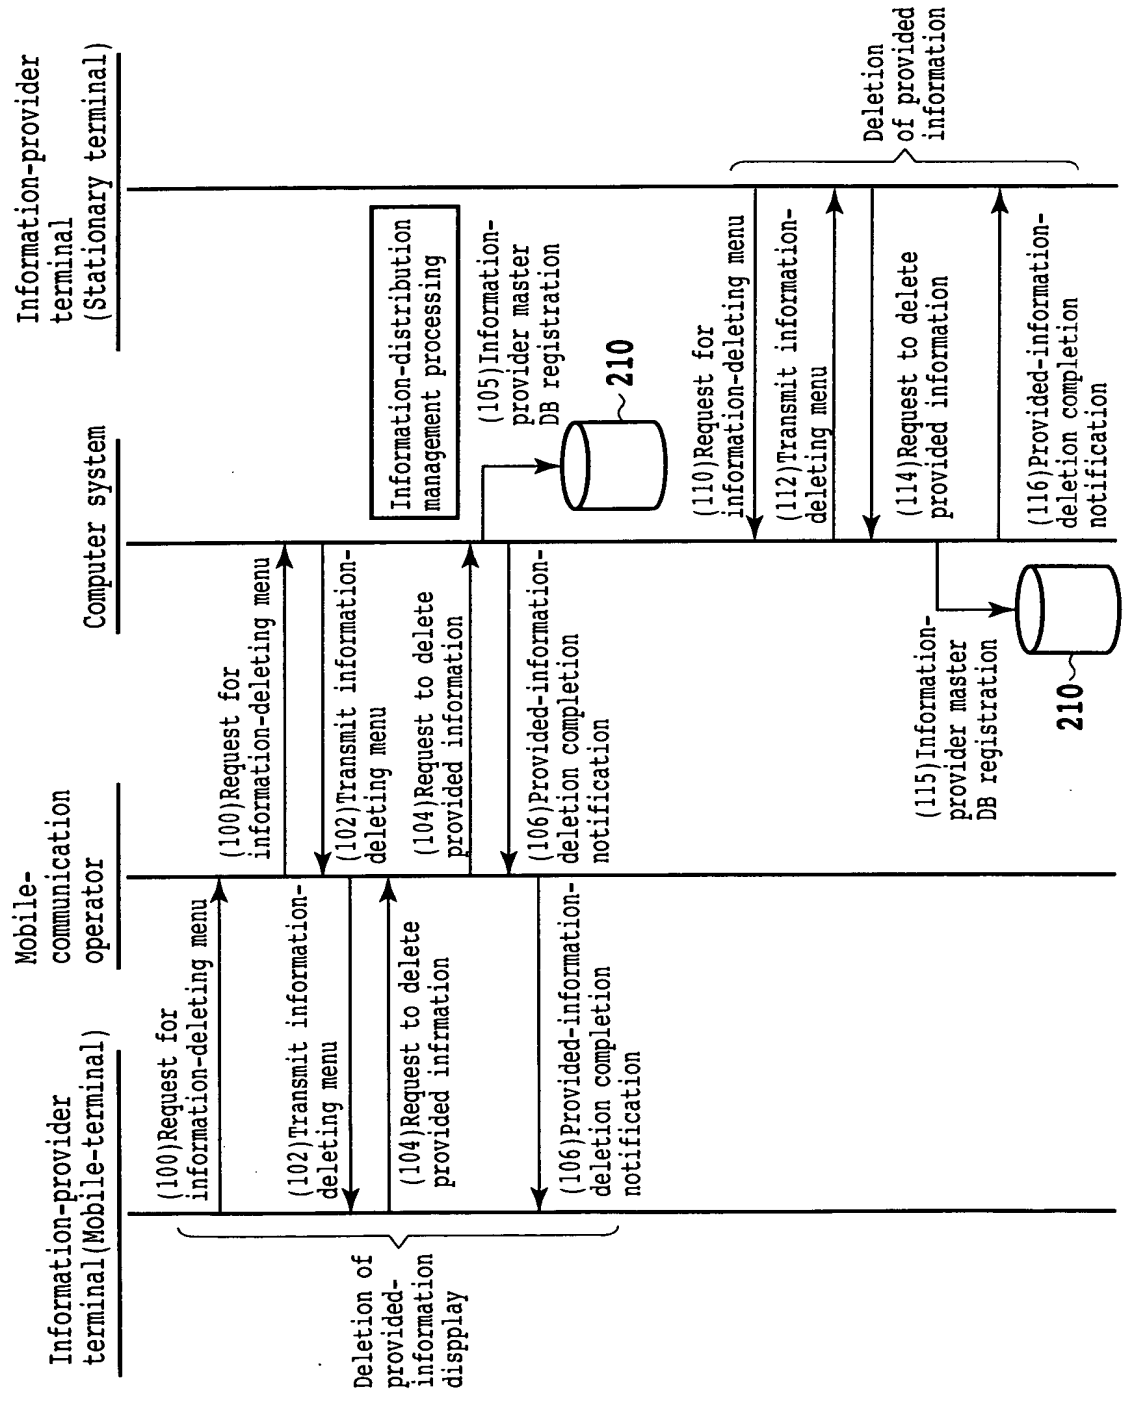 Information-provider
terminal(Mobile-terminal)
Mobile-
communication
operator
Computer system
Information-provider
terminal
(Stationary terminal)
(100)Request for
information-deleting menu
(100)Request for
information-deleting menu
(102)Transmit information-
deleting menu
(102)Transmit information-
deleting menu
(104)Request to delete
provided infrmation
(104)Request to delete
provided information
Information-distribution
management processing
(105)Information-
provider master
DB registration
210
(106)Provided-information-
deletion completion
notification
(106)Provided-information-
deletion completion
notification
Deletion of
provided-
information
dispplay
(110)Request for
information-deleting menu
(112)Transmit information-
deleting menu
(114)Request to delete
provided information
(115)Information-
provider master
DB registration
210
(116)Provided-information-
deletion completion
notification
Deletion
of provided
information